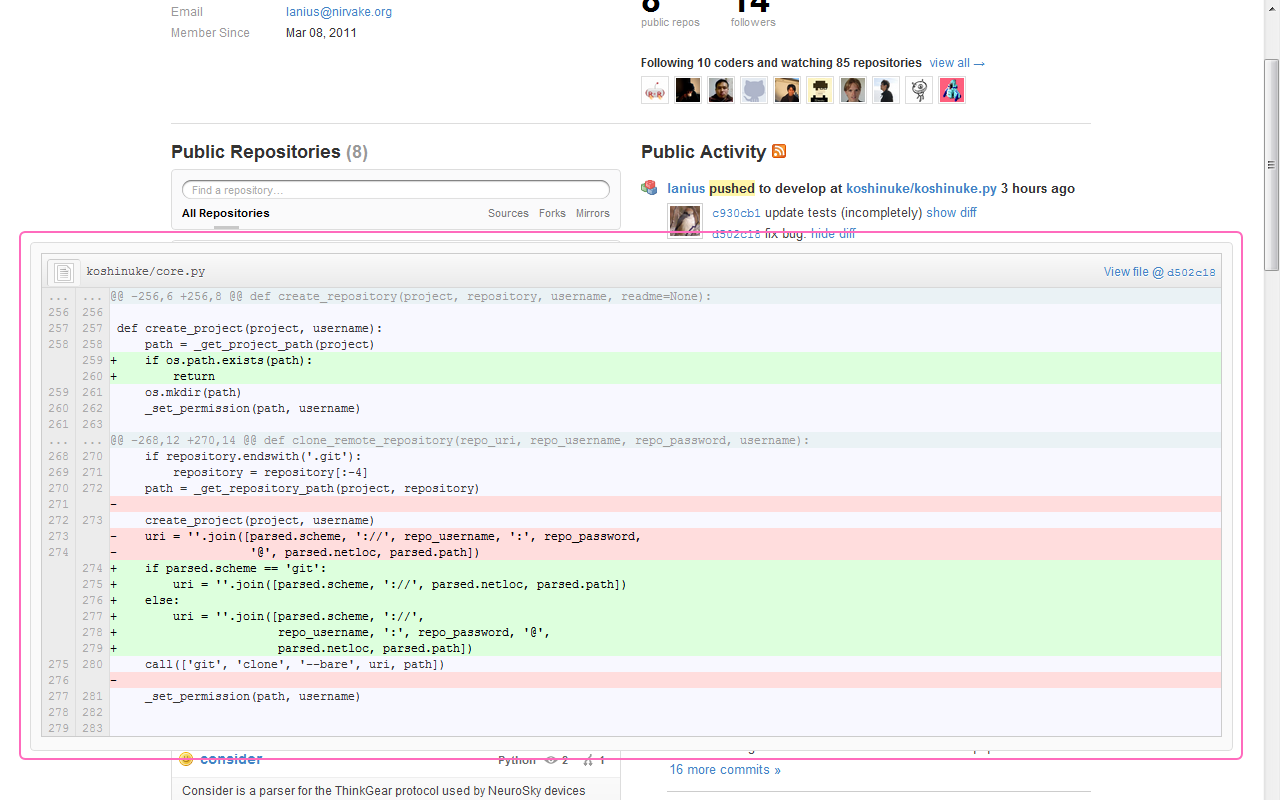 Email lanius@nirvake.org
Member Since Mar 08, 2011
8 14
public repos followers
Following 10 coders and watching 85 repositories view all →
Public Repositories (8)
Find a repository…
All Repositories Sources Forks Mirrors
Public Activity
lanius pushed to develop at koshinuke/koshinuke.py 3 hours ago
c930cb1 update tests (incompletely) show diff
d502c18 fix bug. hide diff
koshinuke/core.py View file @ d502c18
... ... @@ -256,6 +256,8 @@ def create_repository(project, repository, username, readme=None):
256 256
257 257 def create_project(project, username):
258 258 path = _get_project_path(project)
259 + if os.path.exists(path):
260 + return
259 261 os.mkdir(path)
260 262 _set_permission(path, username)
261 263
... ... @@ -268,12 +270,14 @@ def clone_remote_repository(repo_uri, repo_username, repo_password, username):
268 270 if repository.endswith('.git'):
269 271 repository = repository[:-4]
270 272 path = _get_repository_path(project, repository)
271 -
272 273 create_project(project, username)
273 - uri = ''.join([parsed.scheme, '://', repo_username, ':', repo_password,
274 - '@', parsed.netloc, parsed.path])
274 + if parsed.scheme == 'git':
275 + uri = ''.join([parsed.scheme, '://', parsed.netloc, parsed.path])
276 + else:
277 + uri = ''.join([parsed.scheme, '://',
278 + repo_username, ':', repo_password, '@',
279 + parsed.netloc, parsed.path])
275 280 call(['git', 'clone', '--bare', uri, path])
276 -
277 281 _set_permission(path, username)
278 282
279 283
consider Python 2 1
Consider is a parser for the ThinkGear protocol used by NeuroSky devices
16 more commits »